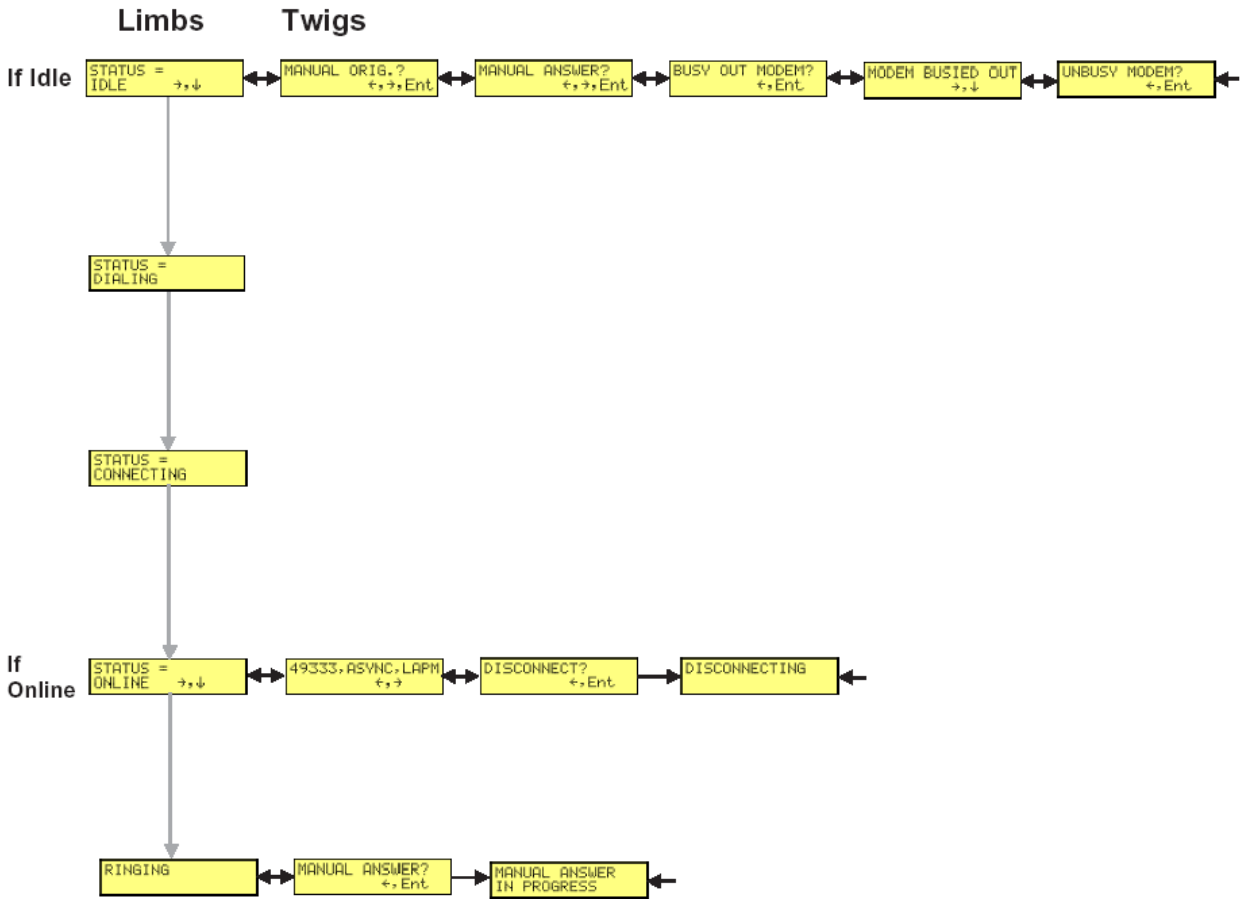 Limbs Twigs
If Idle
STATUS =
IDLE →,↓
MANUAL ORIG.?
←,→,Ent
MANUAL ANSWER?
←,→,Ent
BUSY OUT MODEM?
←,Ent
MODEM BUSIED OUT
→,↓
UNBUSY MODEM?
←,Ent
STATUS =
DIALING
STATUS =
CONNECTING
If
Online
STATUS =
ONLINE →,↓
49333,ASYNC,LAPM
←,→
DISCONNECT?
←,Ent
DISCONNECTING
RINGING
MANUAL ANSWER?
←,Ent
MANUAL ANSWER
IN PROGRESS